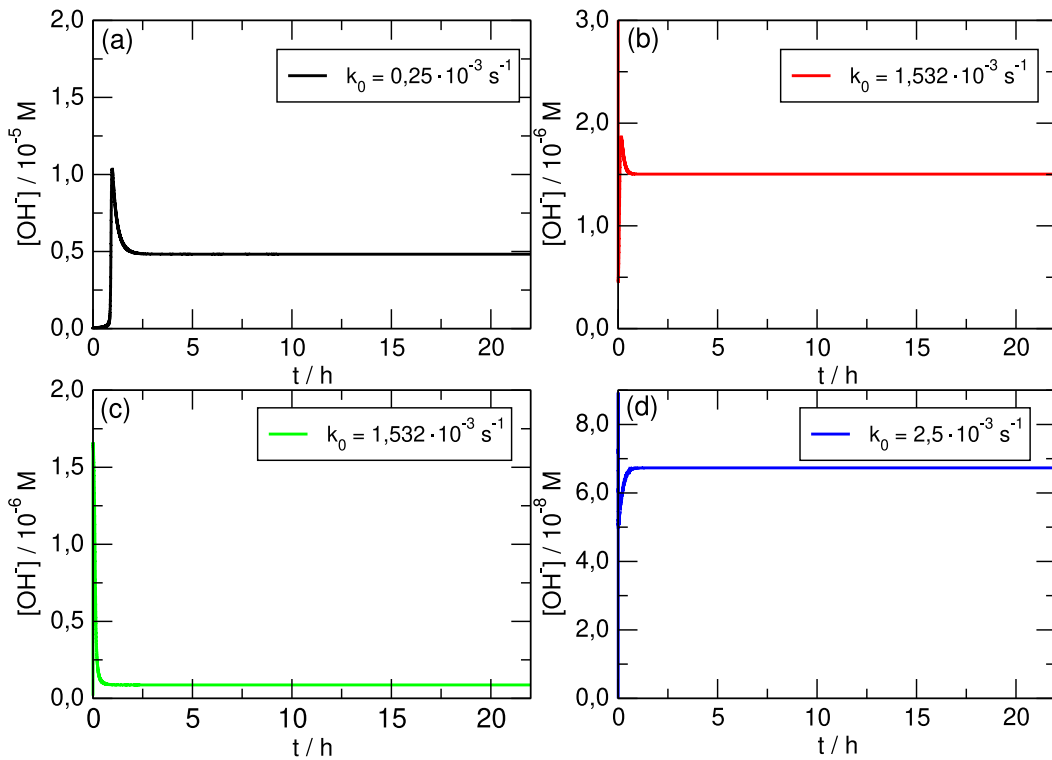 (a)
k0 = 0,25·10-3 s-1
2,0
1,5
1,0
0,5
0,0
[OH-] / 10-5 M
0 5 10 15 20
t / h
(b)
k0 = 1,532·10-3 s-1
3,0
2,0
1,0
0,0
[OH-] / 10-6 M
0 5 10 15 20
t / h
(c)
k0 = 1,532·10-3 s-1
2,0
1,5
1,0
0,5
0,0
[OH-] / 10-6 M
0 5 10 15 20
t / h
(d)
k0 = 2,5·10-3 s-1
8,0
6,0
4,0
2,0
0,0
[OH-] / 10-8 M
0 5 10 15 20
t / h